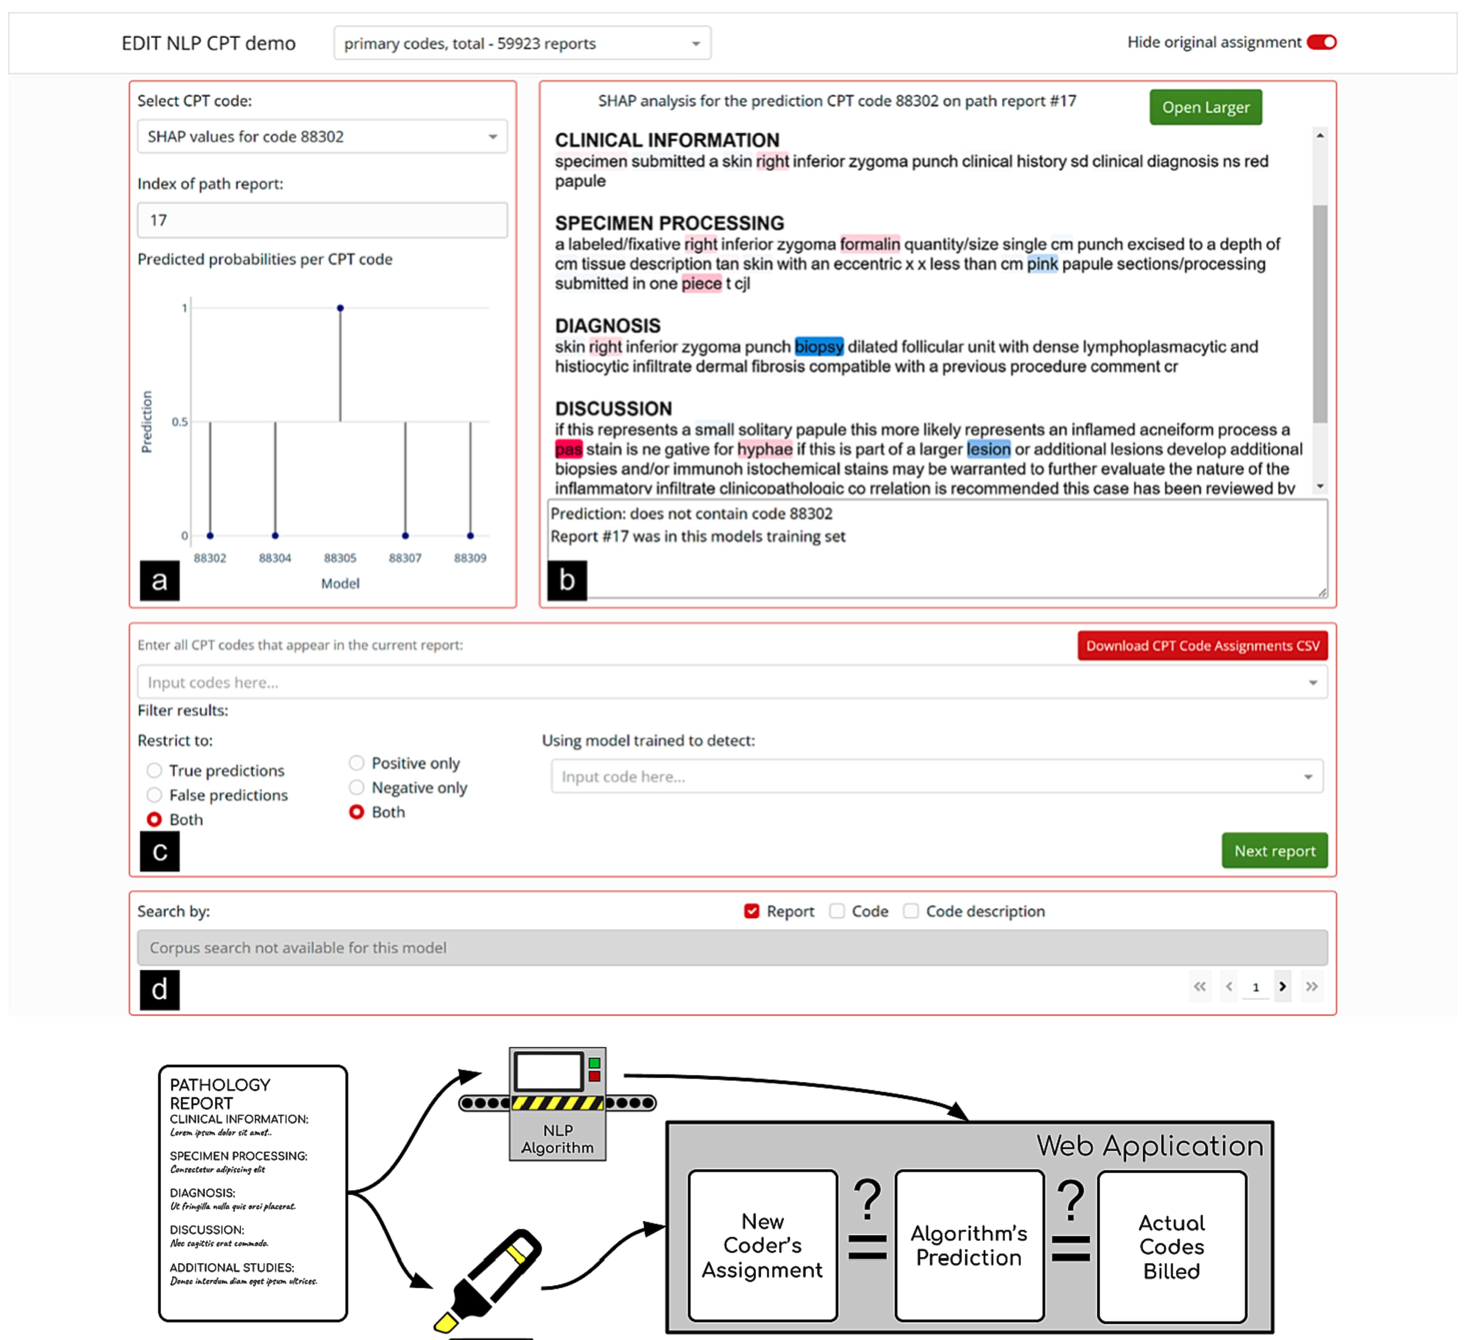 EDIT NLP CPT demo
primary codes, total - 59923 reports
Hide original assignment
Select CPT code:
SHAP values for code 88302
Index of path report:
17
Predicted probabilities per CPT code
1
0.5
0
Prediction
88302 88304 88305 88307 88309
Model
a
SHAP analysis for the prediction CPT code 88302 on path report #17
Open Larger
CLINICAL INFORMATION
specimen submitted a skin right inferior zygoma punch clinical history sd clinical diagnosis ns red
papule
SPECIMEN PROCESSING
a labeled/fixative right inferior zygoma formalin quantity/size single cm punch excised to a depth of
cm tissue description tan skin with an eccentric x x less than cm pink papule sections/processing
submitted in one piece t cjl
DIAGNOSIS
skin right inferior zygoma punch biopsy dilated follicular unit with dense lymphoplasmacytic and
histiocytic infiltrate dermal fibrosis compatible with a previous procedure comment cr
DISCUSSION
if this represents a small solitary papule this more likely represents an inflamed acneiform process a
pas stain is ne gative for hyphae if this is part of a larger lesion or additional lesions develop additional
biopsies and/or immunoh istochemical stains may be warranted to further evaluate the nature of the
inflammatory infiltrate clinicopathologic co rrelation is recommended this case has been reviewed by
Prediction: does not contain code 88302
Report #17 was in this models training set
b
Enter all CPT codes that appear in the current report:
Download CPT Code Assignments CSV
Input codes here...
Filter results:
Restrict to:
True predictions
False predictions
Both
Positive only
Negative only
Both
Using model trained to detect:
Input code here...
c
Next report
Search by:
Report Code Code description
Corpus search not available for this model
d
« ‹ 1 › »
PATHOLOGY
REPORT
CLINICAL INFORMATION:
Lorem ipsum dolor sit amet..
SPECIMEN PROCESSING:
Consectetur adipiscing elit
DIAGNOSIS:
Ut fringilla nulla quis orci placerat.
DISCUSSION:
Nec sagittis erat commodo.
ADDITIONAL STUDIES:
Donec interdum diam eget ipsum ultrices.
NLP
Algorithm
Web Application
New
Coder's
Assignment
?
=
Algorithm's
Prediction
?
=
Actual
Codes
Billed